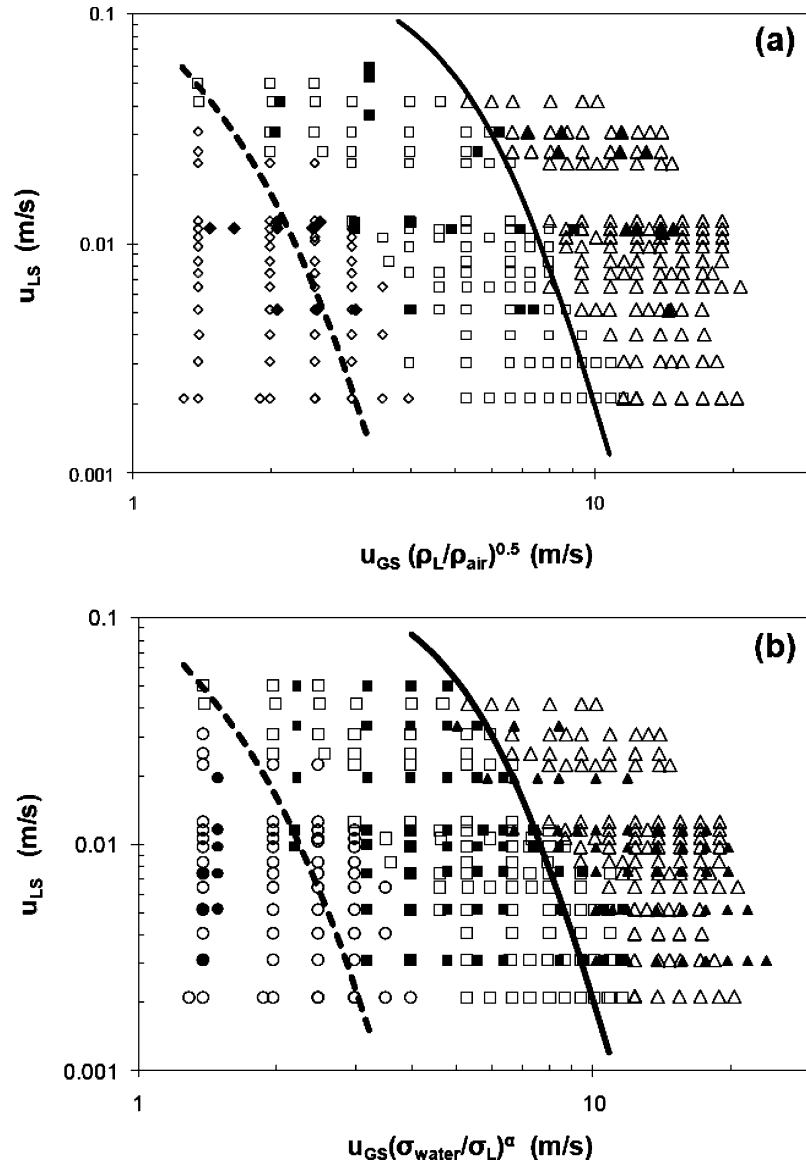 (a)
0.1
0.01
0.001
u_LS (m/s)
1
10
u_GS (ρ_L/ρ_air)^0.5 (m/s)
(b)
0.1
0.01
0.001
u_LS (m/s)
1
10
u_GS(σ_water/σ_L)^α (m/s)